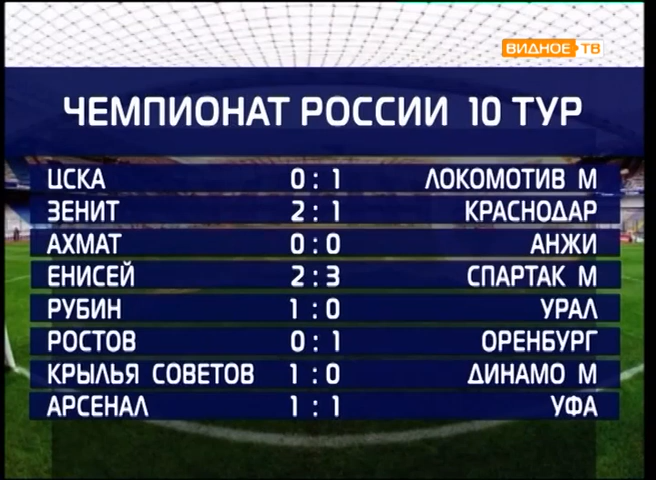 ВИДНОЕ ТВ
ЧЕМПИОНАТ РОССИИ 10 ТУР
ЦСКА 0:1 ЛОКОМОТИВ М
ЗЕНИТ 2:1 КРАСНОДАР
АХМАТ 0:0 АНЖИ
ЕНИСЕЙ 2:3 СПАРТАК М
РУБИН 1:0 УРАЛ
РОСТОВ 0:1 ОРЕНБУРГ
КРЫЛЬЯ СОВЕТОВ 1:0 ДИНАМО М
АРСЕНАЛ 1:1 УФА